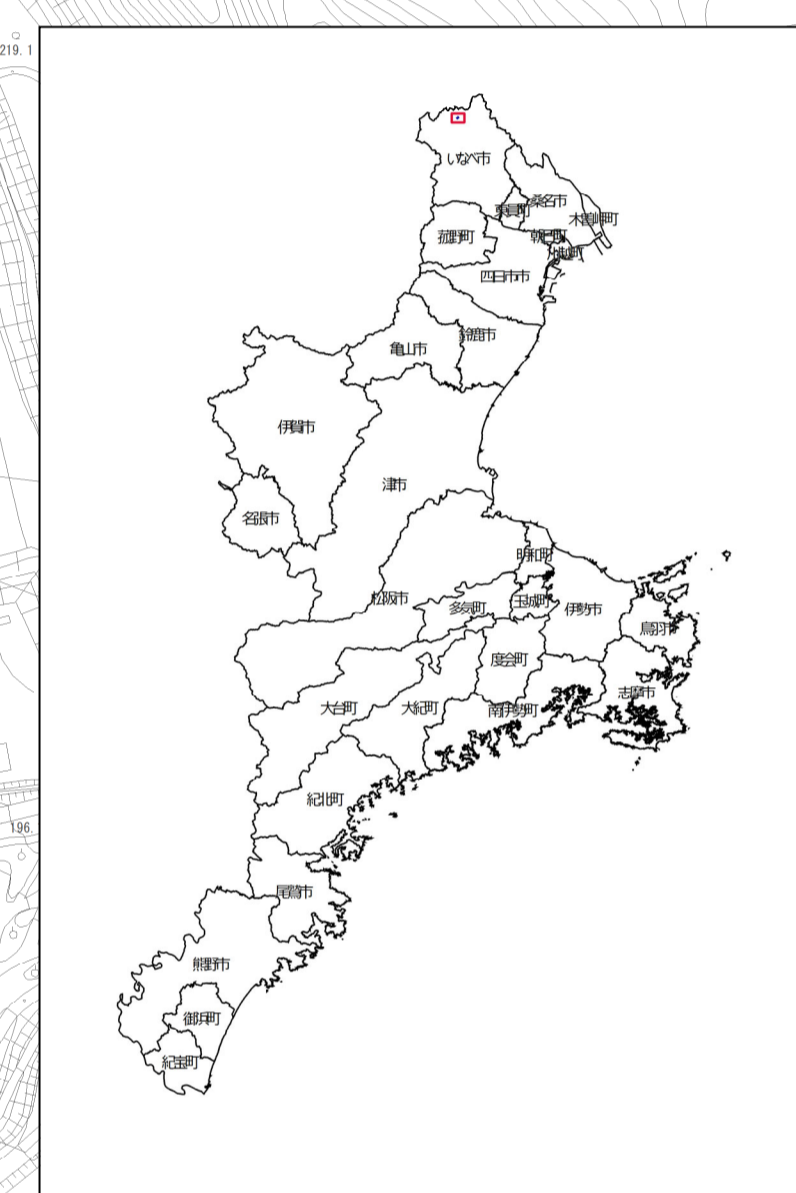 219.1
いなべ市
桑名市
東員町
木曽岬町
菰野町
朝日町
川越町
四日市市
鈴鹿市
亀山市
伊賀市
津市
名張市
明和町
松阪市
多気町
玉城町
伊勢市
鳥羽市
度会町
志摩市
大台町
大紀町
南伊勢町
紀北町
196.
尾鷲市
熊野市
御浜町
紀宝町